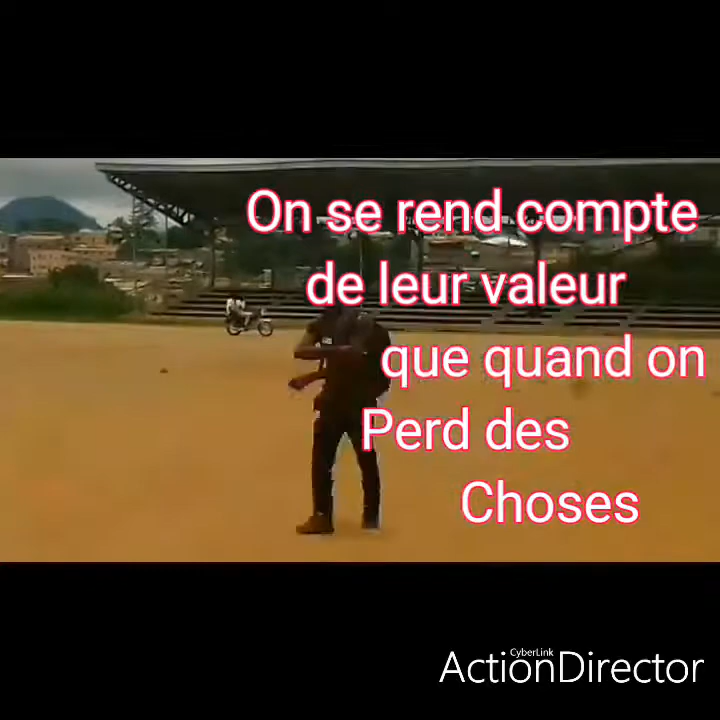 On se rend compte
de leur valeur
que quand on
Perd des
Choses
CyberLink
ActionDirector